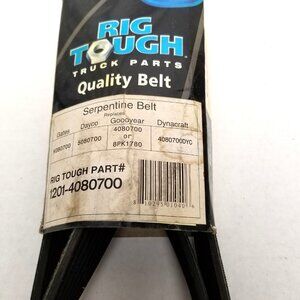 RIG
TOUGH
TRUCK PARTS
Quality Belt
Serpentine Belt
Replaces
Gates Dayco Goodyear Dynacraft
5080700 4080700 4080700DYC
or
8PK1780
RIG TOUGH PART#
1201-4080700